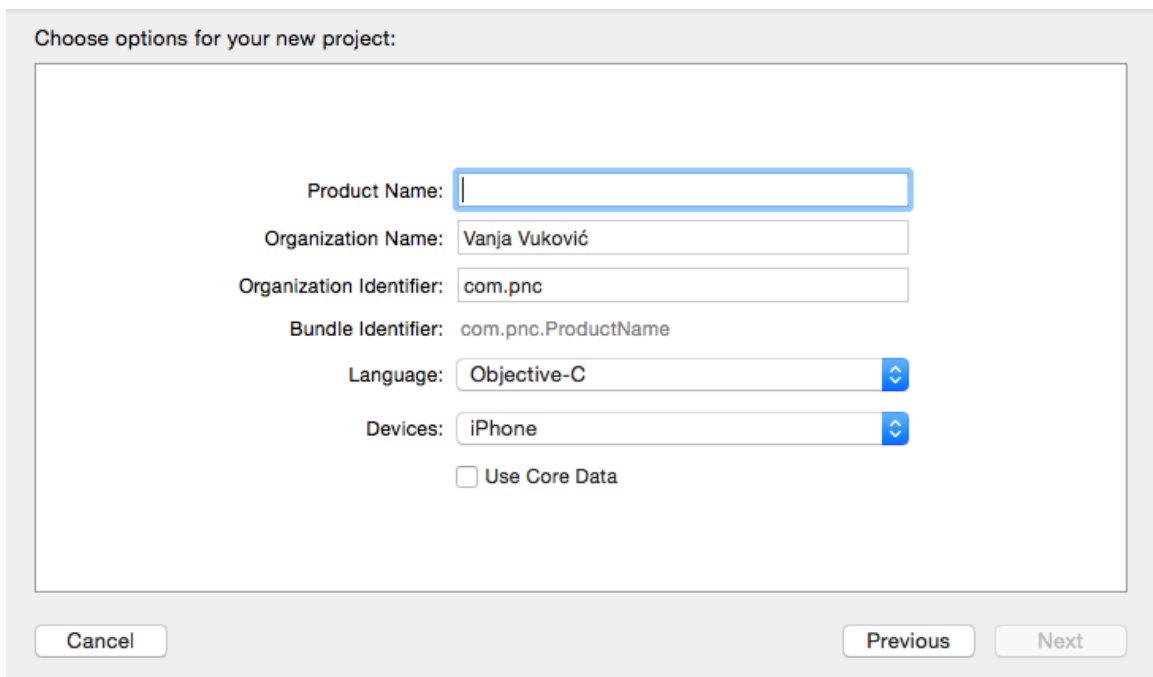 Choose options for your new project:
Product Name:
Organization Name: Vanja Vuković
Organization Identifier: com.pnc
Bundle Identifier: com.pnc.ProductName
Language: Objective-C
Devices: iPhone
Use Core Data
Cancel Previous Next